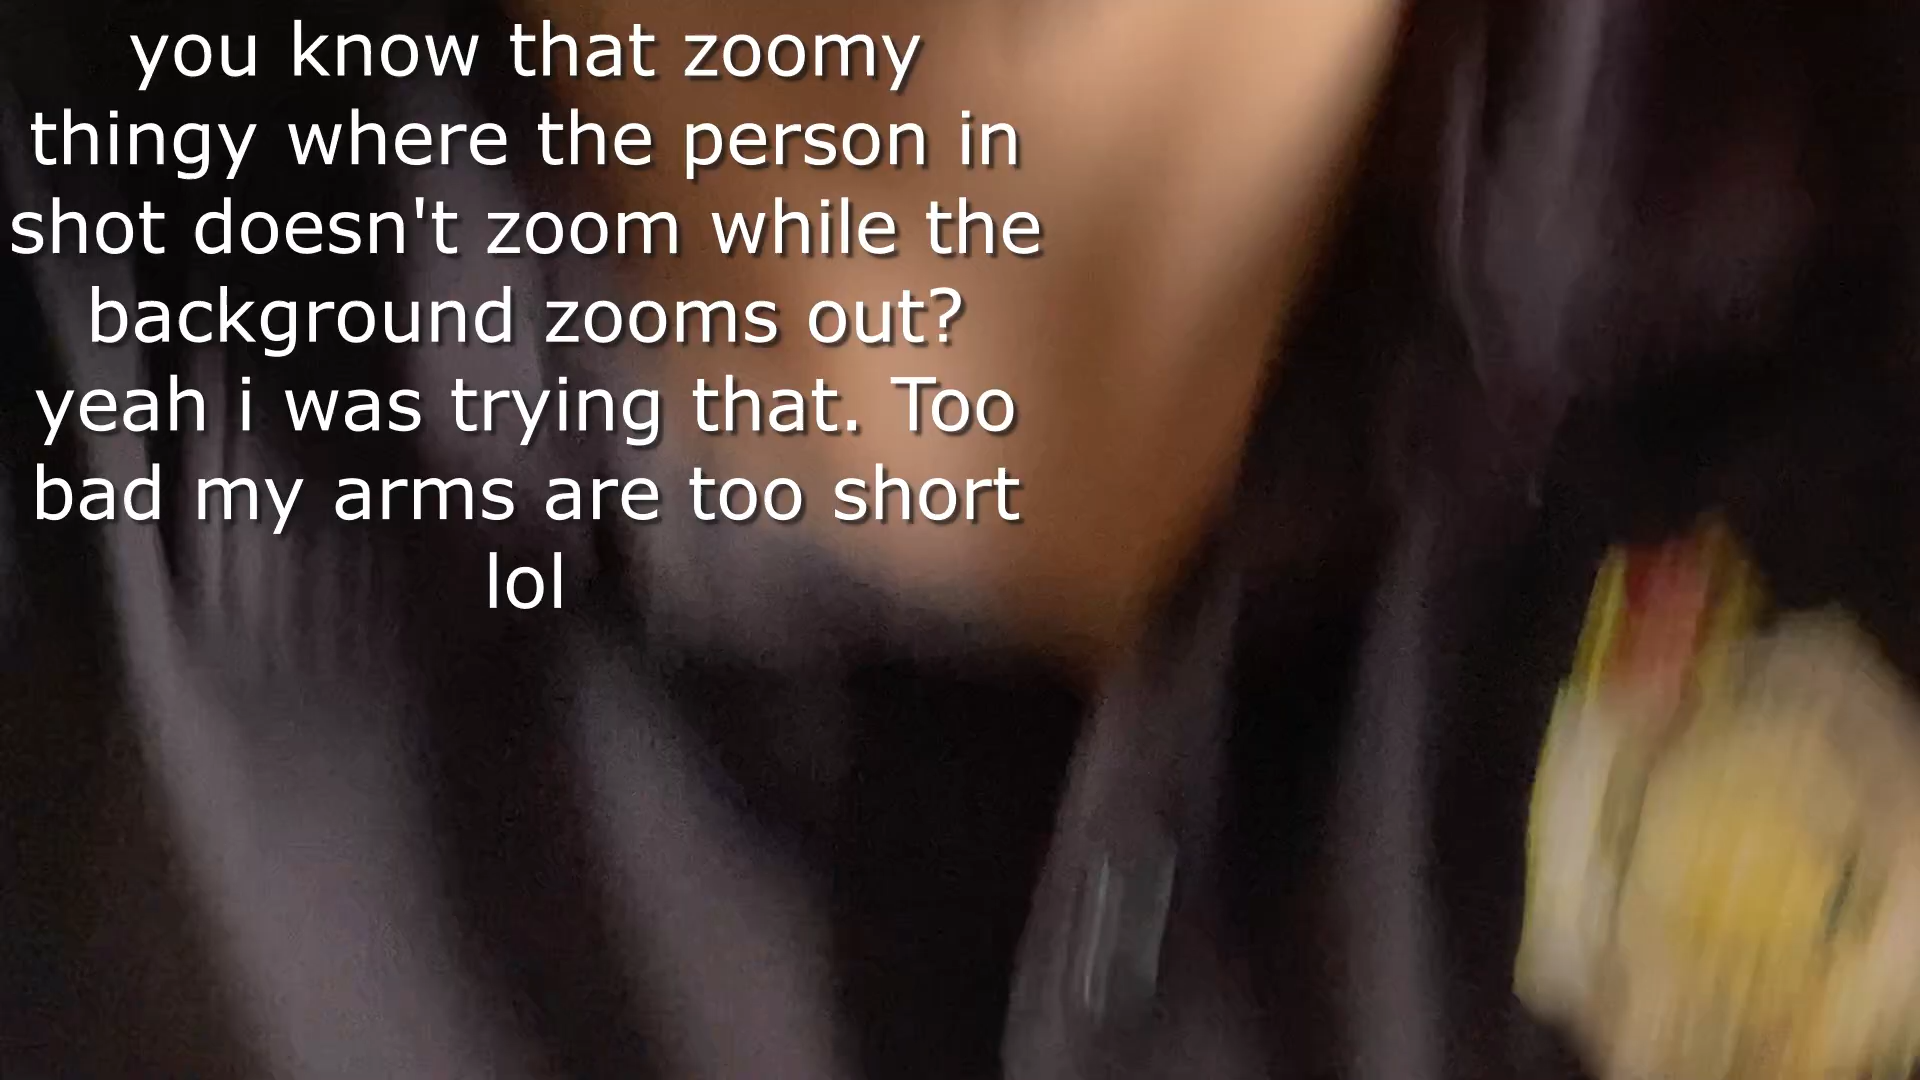 you know that zoomy
thingy where the person in
shot doesn't zoom while the
background zooms out?
yeah i was trying that. Too
bad my arms are too short
lol